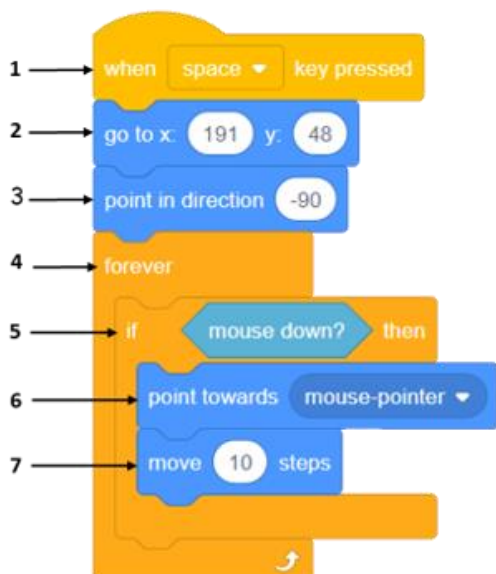 1 when space key pressed
2 go to x: 191 y: 48
3 point in direction -90
4 forever
5 if mouse down? then
6 point towards mouse-pointer
7 move 10 steps